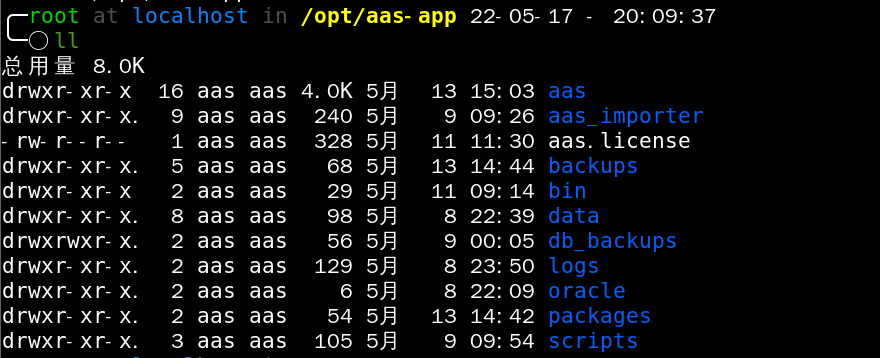 root at localhost in /opt/aas-app 22-05-17 - 20:09:37
ll
总用量 8.0K
drwxr-xr-x 16 aas aas 4.0K 5月 13 15:03 aas
drwxr-xr-x. 9 aas aas 240 5月 9 09:26 aas_importer
-rw-r--r-- 1 aas aas 328 5月 11 11:30 aas.license
drwxr-xr-x. 5 aas aas 68 5月 13 14:44 backups
drwxr-xr-x 2 aas aas 29 5月 11 09:14 bin
drwxr-xr-x. 8 aas aas 98 5月 8 22:39 data
drwxrwxr-x. 2 aas aas 56 5月 9 00:05 db_backups
drwxr-xr-x. 2 aas aas 129 5月 8 23:50 logs
drwxr-xr-x. 2 aas aas 6 5月 8 22:09 oracle
drwxr-xr-x. 2 aas aas 54 5月 13 14:42 packages
drwxr-xr-x. 3 aas aas 105 5月 9 09:54 scripts